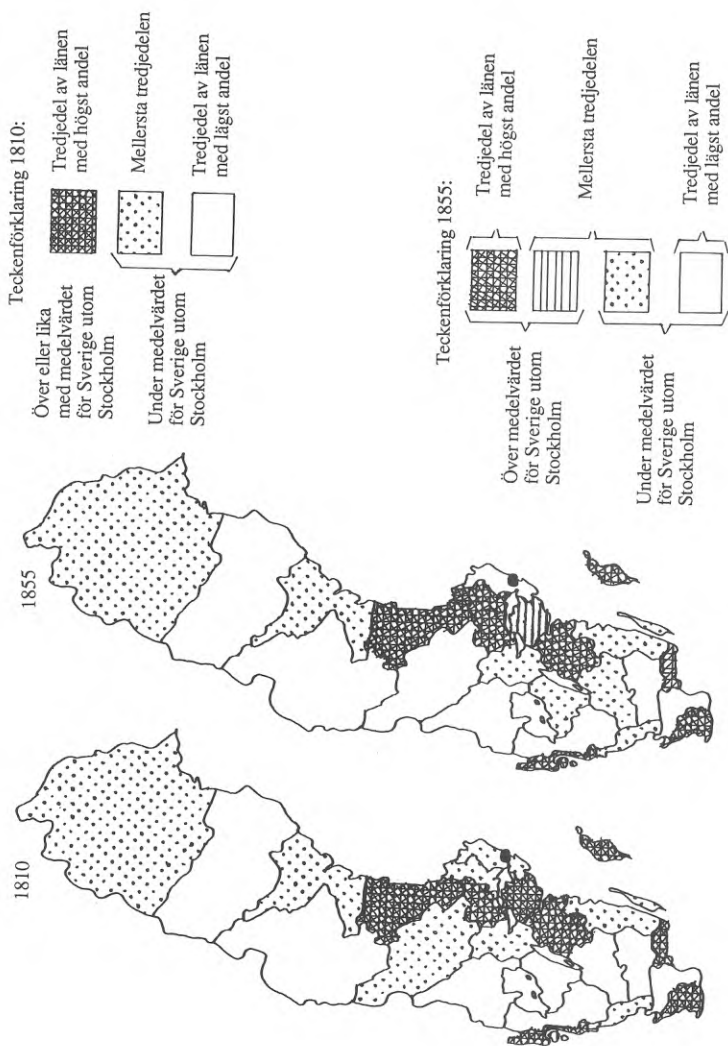 1810
1855
Teckenförklaring 1810:
Över eller lika
med medelvärdet
för Sverige utom
Stockholm
Under medelvärdet
för Sverige utom
Stockholm
Tredjedel av länen
med högst andel
Mellersta tredjedelen
Tredjedel av länen
med lägst andel
Teckenförklaring 1855:
Över medelvärdet
för Sverige utom
Stockholm
Under medelvärdet
för Sverige utom
Stockholm
Tredjedel av länen
med högst andel
Mellersta tredjedelen
Tredjedel av länen
med lägst andel